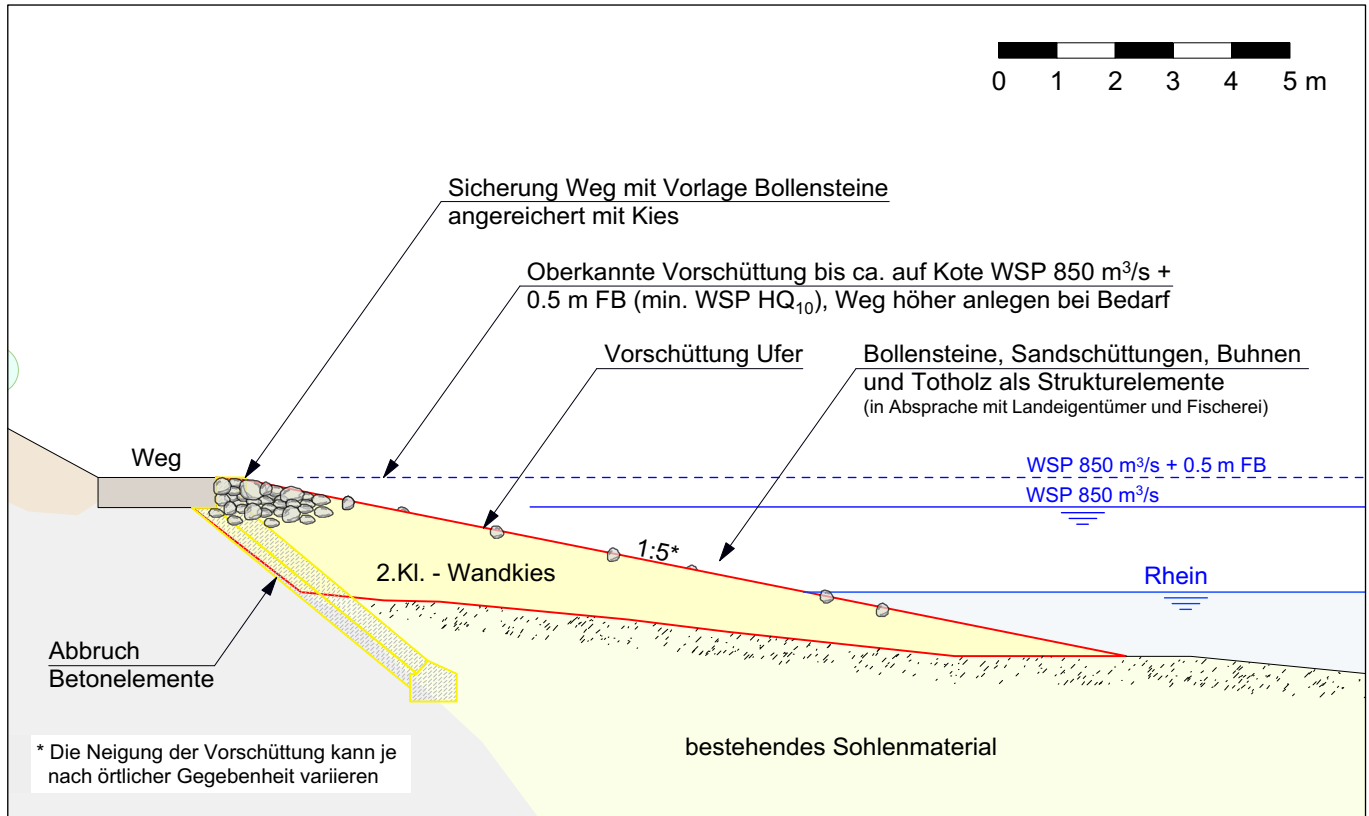 0 1 2 3 4 5 m
Sicherung Weg mit Vorlage Bollensteine
angereichert mit Kies
Oberkannte Vorschüttung bis ca. auf Kote WSP 850 m³/s +
0.5 m FB (min. WSP HQ₁₀), Weg höher anlegen bei Bedarf
Vorschüttung Ufer
Bollensteine, Sandschüttungen, Buhnen
und Totholz als Strukturelemente
(in Absprache mit Landeigentümer und Fischerei)
Weg
WSP 850 m³/s + 0.5 m FB
WSP 850 m³/s
1:5*
2.Kl. - Wandkies
Rhein
Abbruch
Betonelemente
bestehendes Sohlenmaterial
* Die Neigung der Vorschüttung kann je
nach örtlicher Gegebenheit variieren